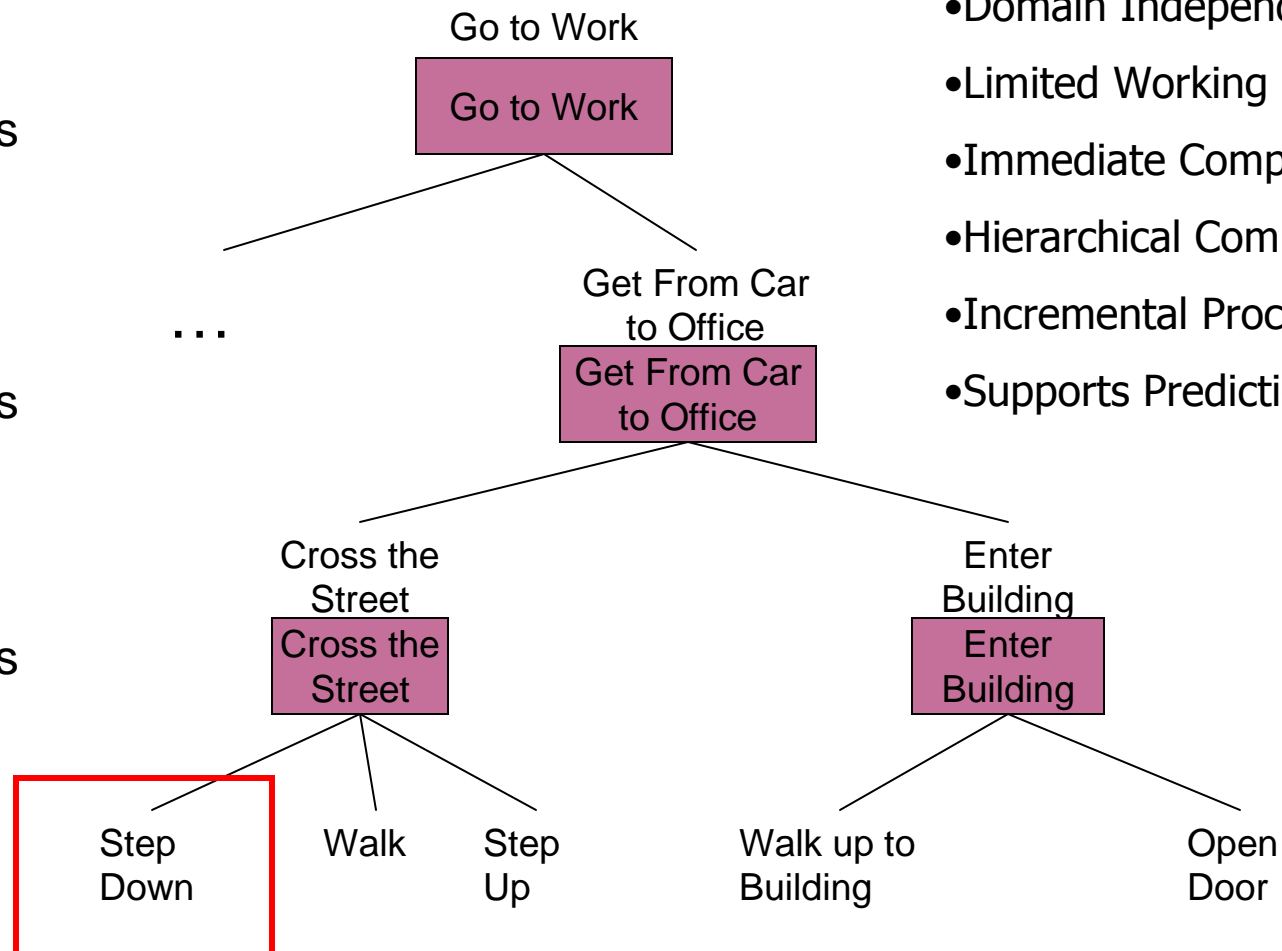 Go to Work
Go to Work
s
•Domain Independ
•Limited Working
•Immediate Comp
•Hierarchical Com
•Incremental Proc
•Supports Predicti
…
Get From Car
to Office
Get From Car
to Office
s
Cross the
Street
Cross the
Street
Enter
Building
Enter
Building
s
Step
Down
Walk
Step
Up
Walk up to
Building
Open
Door